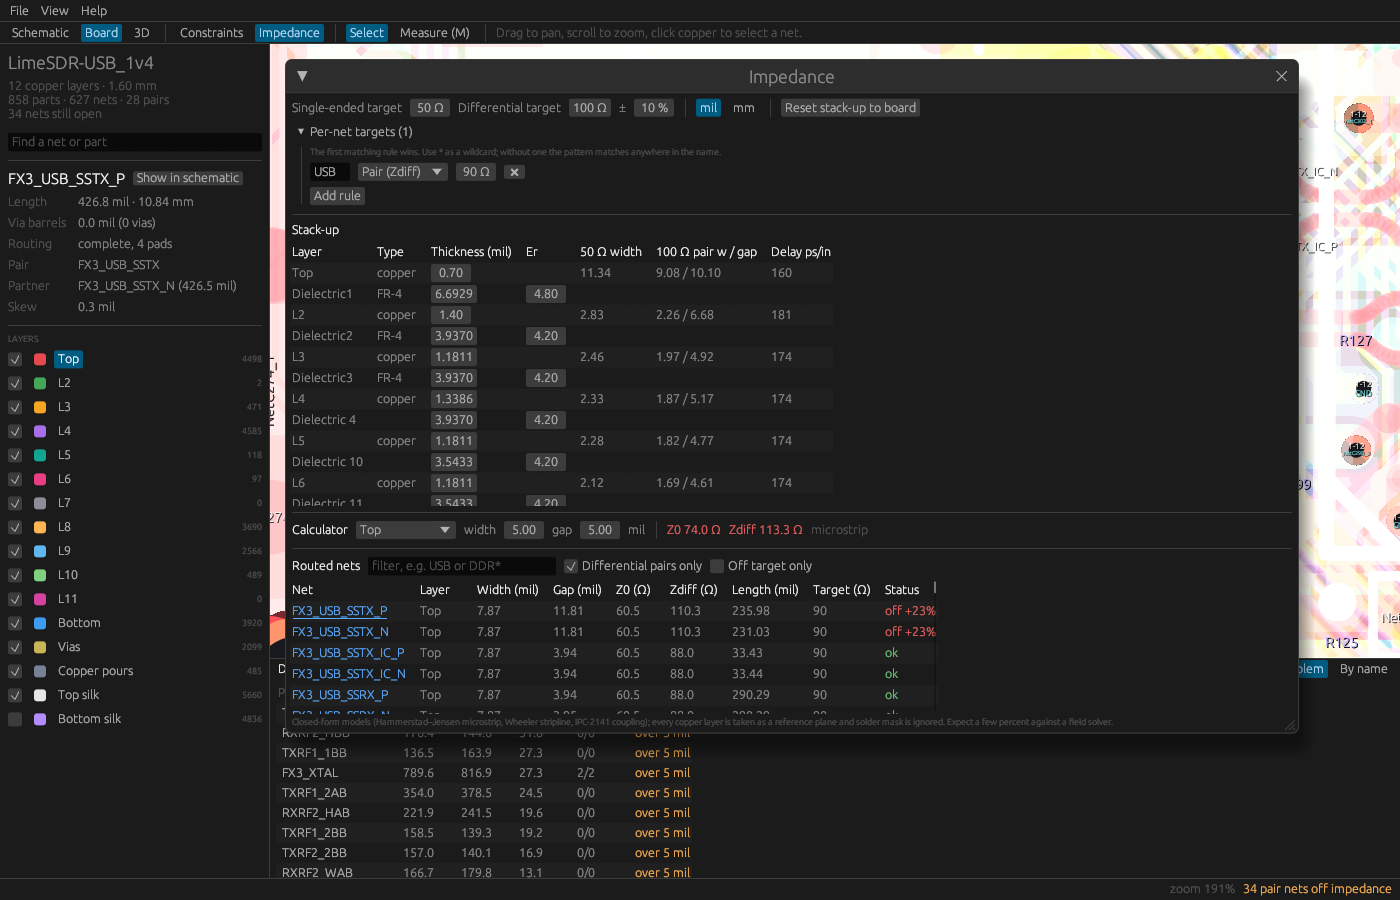 File View Help
Schematic Board 3D Constraints Impedance Select Measure (M) Drag to pan, scroll to zoom, click copper to select a net.
LimeSDR-USB_1v4
12 copper layers · 1.60 mm
858 parts · 627 nets · 28 pairs
34 nets still open
Find a net or part
FX3_USB_SSTX_P Show in schematic
Length 426.8 mil · 10.84 mm
Via barrels 0.0 mil (0 vias)
Routing complete, 4 pads
Pair FX3_USB_SSTX
Partner FX3_USB_SSTX_N (426.5 mil)
Skew 0.3 mil
LAYERS
Top 4498
L2 2
L3 471
L4 4585
L5 118
L6 97
L7 0
L8 3690
L9 2566
L10 489
L11 0
Bottom 3920
Vias 2099
Copper pours 485
Top silk 5660
Bottom silk 4836
▼ Impedance ×
Single-ended target 50 Ω Differential target 100 Ω ± 10 % mil mm Reset stack-up to board
▼ Per-net targets (1)
The first matching rule wins. Use * as a wildcard; without one the pattern matches anywhere in the name.
USB Pair (Zdiff) 90 Ω ×
Add rule
Stack-up
Layer Type Thickness (mil) Er 50 Ω width 100 Ω pair w / gap Delay ps/in
Top copper 0.70 11.34 9.08 / 10.10 160
Dielectric1 FR-4 6.6929 4.80
L2 copper 1.40 2.83 2.26 / 6.68 181
Dielectric2 FR-4 3.9370 4.20
L3 copper 1.1811 2.46 1.97 / 4.92 174
Dielectric3 FR-4 3.9370 4.20
L4 copper 1.3386 2.33 1.87 / 5.17 174
Dielectric 4 3.9370 4.20
L5 copper 1.1811 2.28 1.82 / 4.77 174
Dielectric 10 3.5433 4.20
L6 copper 1.1811 2.12 1.69 / 4.61 174
Dielectric 11 3.5433 4.20
Calculator Top width 5.00 gap 5.00 mil Z0 74.0 Ω Zdiff 113.3 Ω microstrip
Routed nets filter, e.g. USB or DDR* Differential pairs only Off target only
Net Layer Width (mil) Gap (mil) Z0 (Ω) Zdiff (Ω) Length (mil) Target (Ω) Status
FX3_USB_SSTX_P Top 7.87 11.81 60.5 110.3 235.98 90 off +23%
FX3_USB_SSTX_N Top 7.87 11.81 60.5 110.3 231.03 90 off +23%
FX3_USB_SSTX_IC_P Top 7.87 3.94 60.5 88.0 33.43 90 ok
FX3_USB_SSTX_IC_N Top 7.87 3.94 60.5 88.0 33.44 90 ok
FX3_USB_SSRX_P Top 7.87 3.94 60.5 88.0 290.29 90 ok
Closed-form models (Hammerstad–Jensen microstrip, Wheeler stripline, IPC-2141 coupling); every copper layer is taken as a reference plane and solder mask is ignored. Expect a few percent against a field solver.
TX_IC_N
TX_IC_P
R127
R125
By name
TXRF1_1BB 136.5 163.9 27.3 0/0 over 5 mil
FX3_XTAL 789.6 816.9 27.3 2/2 over 5 mil
TXRF1_2AB 354.0 378.5 24.5 0/0 over 5 mil
RXRF2_HAB 221.9 241.5 19.6 0/0 over 5 mil
TXRF1_2BB 158.5 139.3 19.2 0/0 over 5 mil
TXRF2_2BB 157.0 140.1 16.9 0/0 over 5 mil
RXRF2_WAB 166.7 179.8 13.1 0/0 over 5 mil
zoom 191% 34 pair nets off impedance